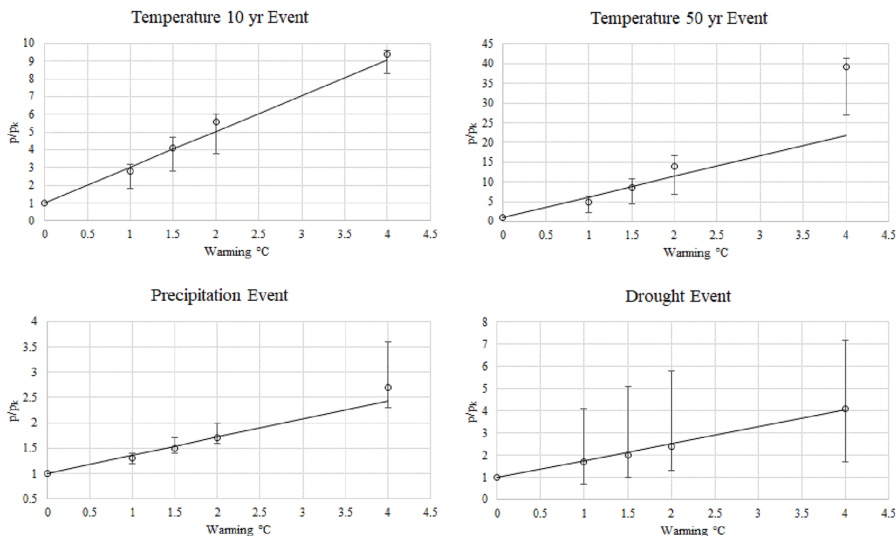 Temperature 10 yr Event
10
9
8
7
6
5
4
3
2
1
0
p/pk
0 0.5 1 1.5 2 2.5 3 3.5 4 4.5
Warming °C
Temperature 50 yr Event
45
40
35
30
25
20
15
10
5
0
p/pk
0 0.5 1 1.5 2 2.5 3 3.5 4 4.5
Warming °C
Precipitation Event
4
3.5
3
2.5
2
1.5
1
0.5
p/pk
0 0.5 1 1.5 2 2.5 3 3.5 4 4.5
Warming °C
Drought Event
8
7
6
5
4
3
2
1
0
p/pk
0 0.5 1 1.5 2 2.5 3 3.5 4 4.5
Warming °C